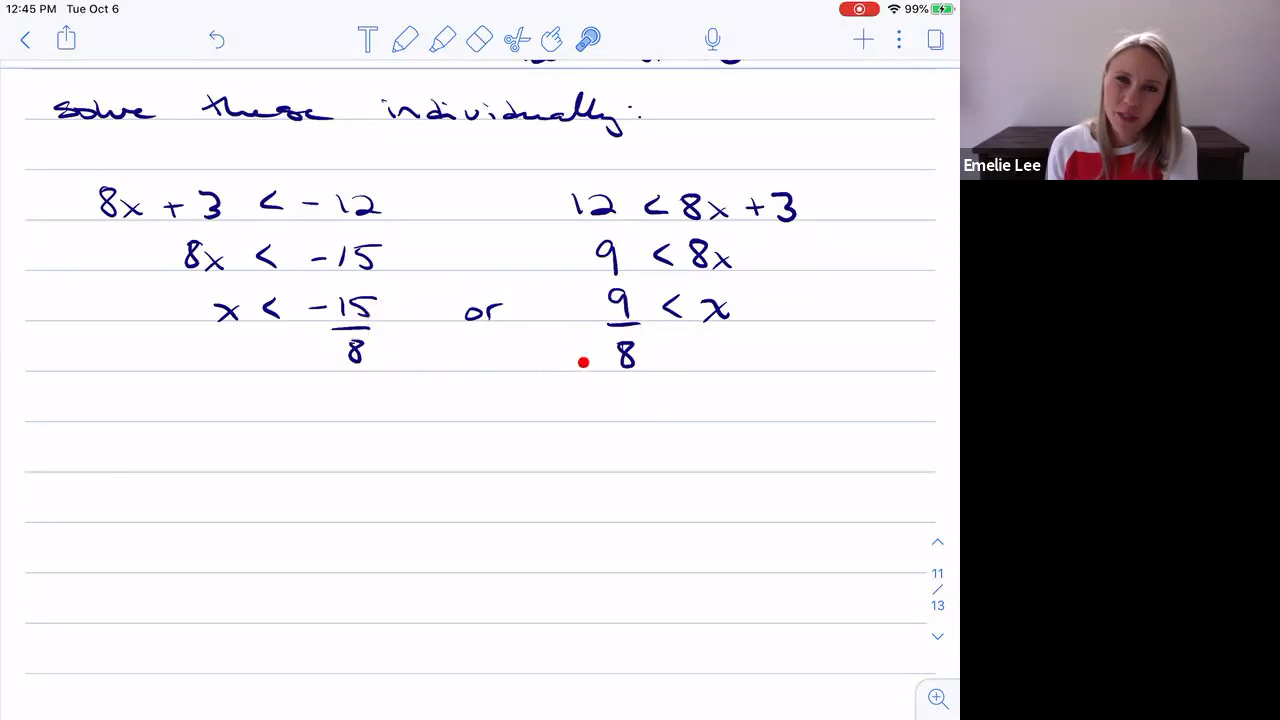 12:45 PM Tue Oct 6 99%
solve these individually:
Emelie Lee
8x + 3 < -12 12 < 8x + 3
8x < -15 9 < 8x
x < -15/8 or 9/8 < x
11
/
13